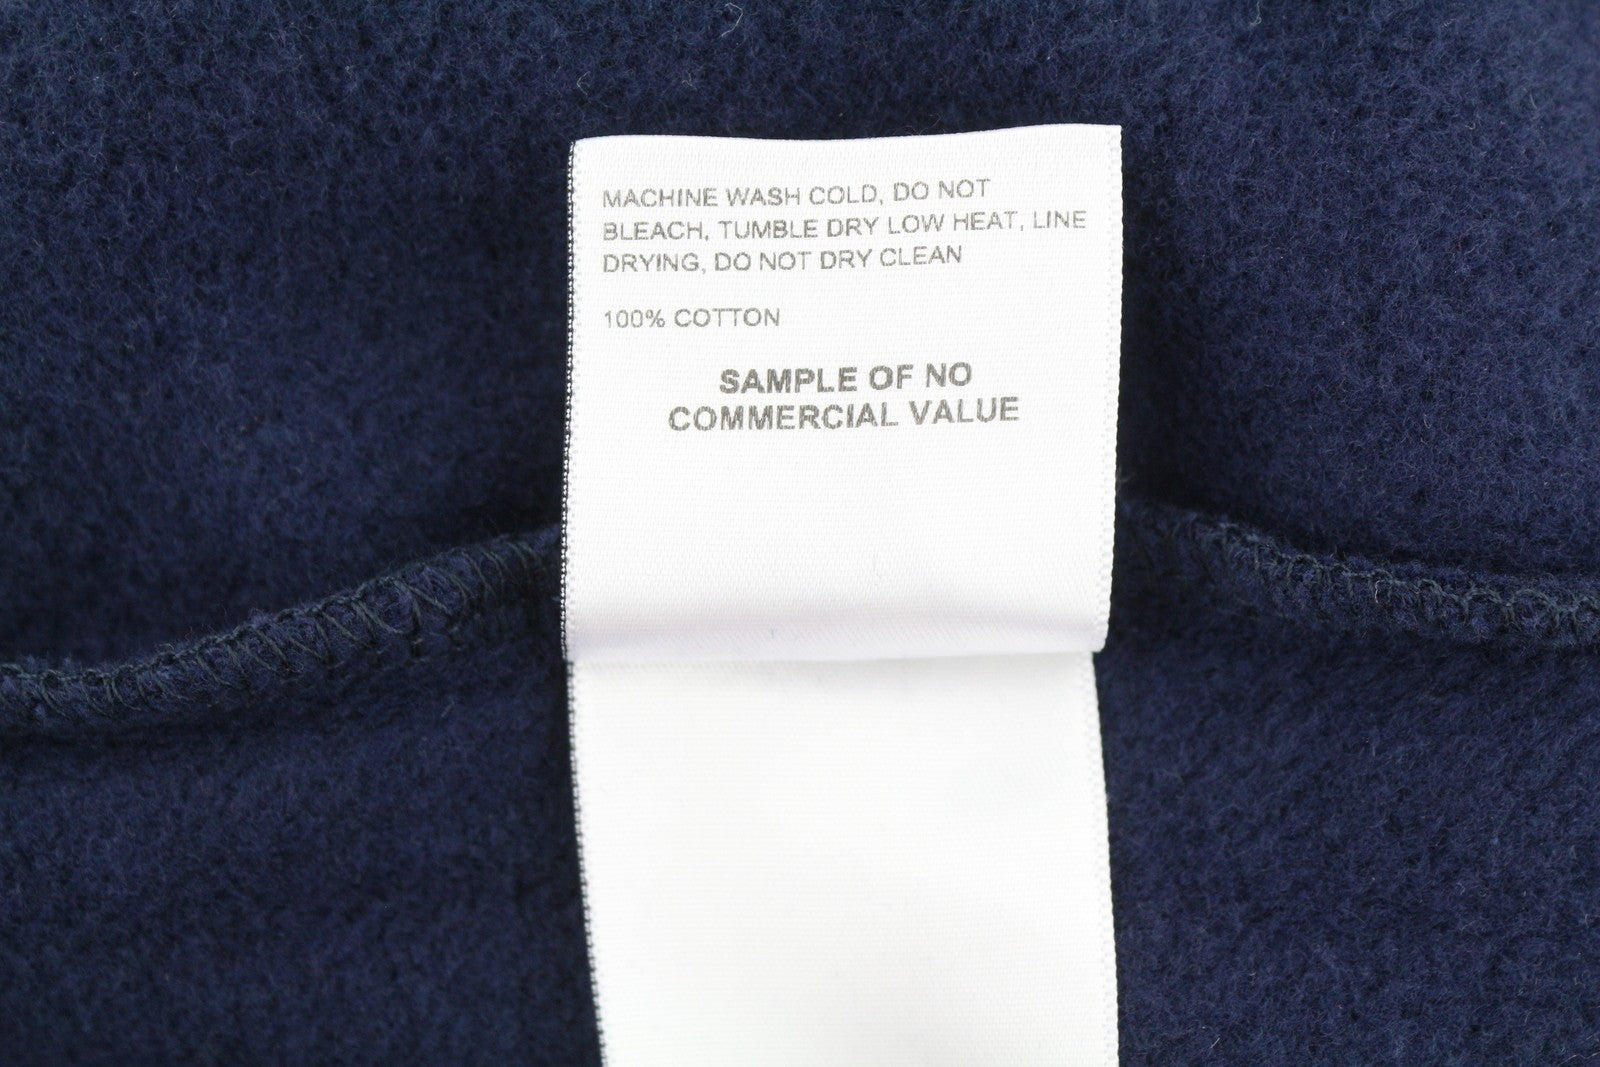 MACHINE WASH COLD, DO NOT
BLEACH, TUMBLE DRY LOW HEAT, LINE
DRYING, DO NOT DRY CLEAN
100% COTTON
SAMPLE OF NO
COMMERCIAL VALUE